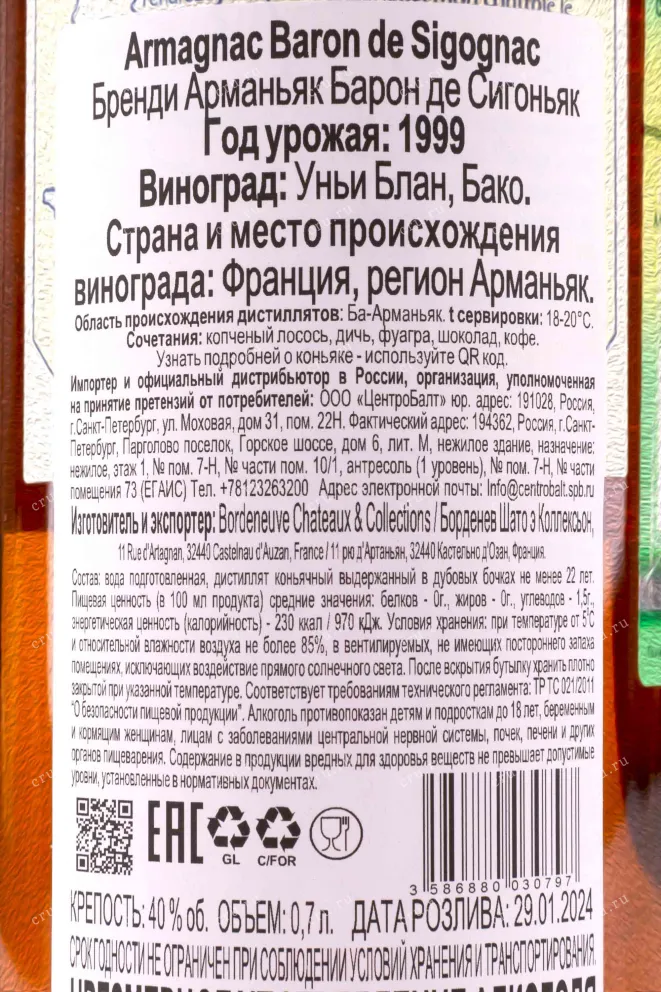 Armagnac Baron de Sigognac
Бренди Арманьяк Барон де Сигоньяк
Год урожая: 1999
Виноград: Уньи Блан, Бако.
Страна и место происхождения
винограда: Франция, регион Арманьяк.
Область происхождения дистиллятов: Ба-Арманьяк. t сервировки: 18-20°С.
Сочетания: копченый лосось, дичь, фуагра, шоколад, кофе.
Узнать подробней о коньяке - используйте QR код.
Импортер и официальный дистрибьютор в России, организация, уполномоченная
на принятие претензий от потребителей: ООО «ЦентроБалт» юр. адрес: 191028, Россия,
г.Санкт-Петербург, ул. Моховая, дом 31, пом. 22Н. Фактический адрес: 194362, Россия, г.Санкт-
Петербург, Парголово поселок, Горское шоссе, дом 6, лит. М, нежилое здание, назначение:
нежилое, этаж 1, № пом. 7-Н, № части пом. 10/1, антресоль (1 уровень), № пом. 7-Н, № части
помещения 73 (ЕГАИС) Тел. +78123263200 Адрес электронной почты: Info@centrobalt.spb.ru
Изготовитель и экспортер: Bordeneuve Chateaux & Collections / Борденев Шато э Коллексьон,
11 Rue d'Artagnan, 32440 Castelnau d'Auzan, France / 11 рю д'Артаньян, 32440 Кастельно д'Озан, Франция.
Состав: вода подготовленная, дистиллят коньячный выдержанный в дубовых бочках не менее 22 лет.
Пищевая ценность (в 100 мл продукта) средние значения: белков - 0г., жиров - 0г., углеводов - 1,5г.,
энергетическая ценность (калорийность) - 230 ккал / 970 кДж. Условия хранения: при температуре от 5°С
и относительной влажности воздуха не более 85%, в вентилируемых, не имеющих постороннего запаха
помещениях, исключающих воздействие прямого солнечного света. После вскрытия бутылку хранить плотно
закрытой при указанной температуре. Соответствует требованиям технического регламента: ТР ТС 021/2011
"О безопасности пищевой продукции". Алкоголь противопоказан детям и подросткам до 18 лет, беременным
и кормящим женщинам, лицам с заболеваниями центральной нервной системы, почек, печени и других
органов пищеварения. Содержание в продукции вредных для здоровья веществ не превышает допустимые
уровни, установленные в нормативных документах.
EAC
GL
C/FOR
3 586880 030797
КРЕПОСТЬ: 40 % об. ОБЪЕМ: 0,7 л. ДАТА РОЗЛИВА: 29.01.2024
СРОК ГОДНОСТИ НЕ ОГРАНИЧЕН ПРИ СОБЛЮДЕНИИ УСЛОВИЙ ХРАНЕНИЯ И ТРАНСПОРТИРОВАНИЯ.